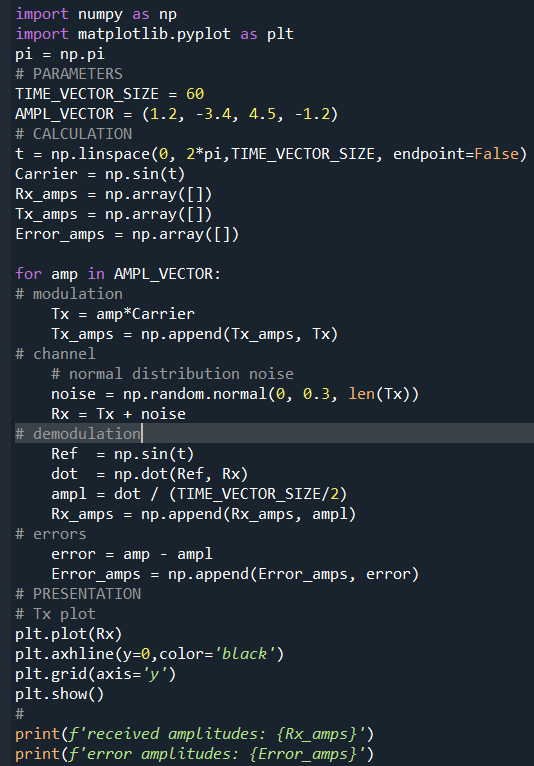 import numpy as np
import matplotlib.pyplot as plt
pi = np.pi
# PARAMETERS
TIME_VECTOR_SIZE = 60
AMPL_VECTOR = (1.2, -3.4, 4.5, -1.2)
# CALCULATION
t = np.linspace(0, 2*pi,TIME_VECTOR_SIZE, endpoint=False)
Carrier = np.sin(t)
Rx_amps = np.array([])
Tx_amps = np.array([])
Error_amps = np.array([])

for amp in AMPL_VECTOR:
# modulation
    Tx = amp*Carrier
    Tx_amps = np.append(Tx_amps, Tx)
# channel
    # normal distribution noise
    noise = np.random.normal(0, 0.3, len(Tx))
    Rx = Tx + noise
# demodulation
    Ref  = np.sin(t)
    dot  = np.dot(Ref, Rx)
    ampl = dot / (TIME_VECTOR_SIZE/2)
    Rx_amps = np.append(Rx_amps, ampl)
# errors
    error = amp - ampl
    Error_amps = np.append(Error_amps, error)
# PRESENTATION
# Tx plot
plt.plot(Rx)
plt.axhline(y=0,color='black')
plt.grid(axis='y')
plt.show()
#
print(f'received amplitudes: {Rx_amps}')
print(f'error amplitudes: {Error_amps}')